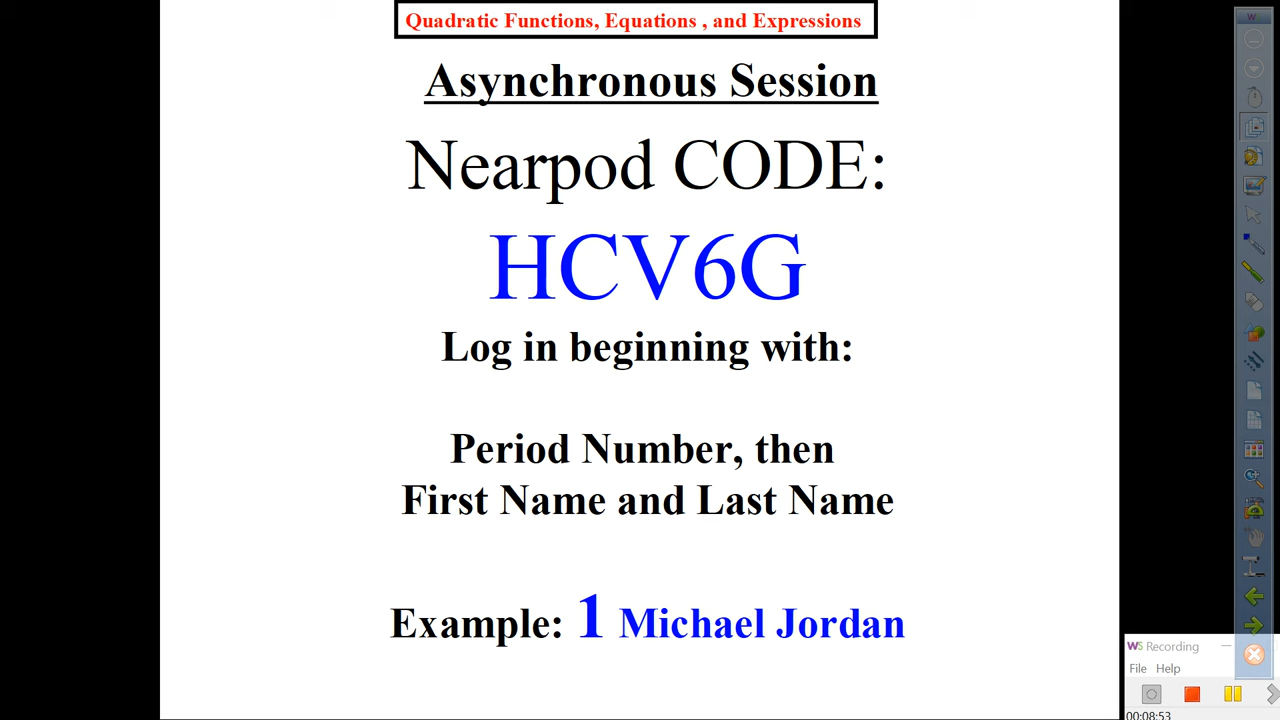 Quadratic Functions, Equations , and Expressions
Asynchronous Session
Nearpod CODE:
HCV6G
Log in beginning with:
Period Number, then
First Name and Last Name
Example: 1 Michael Jordan
W
WS Recording
File Help
00:08:53